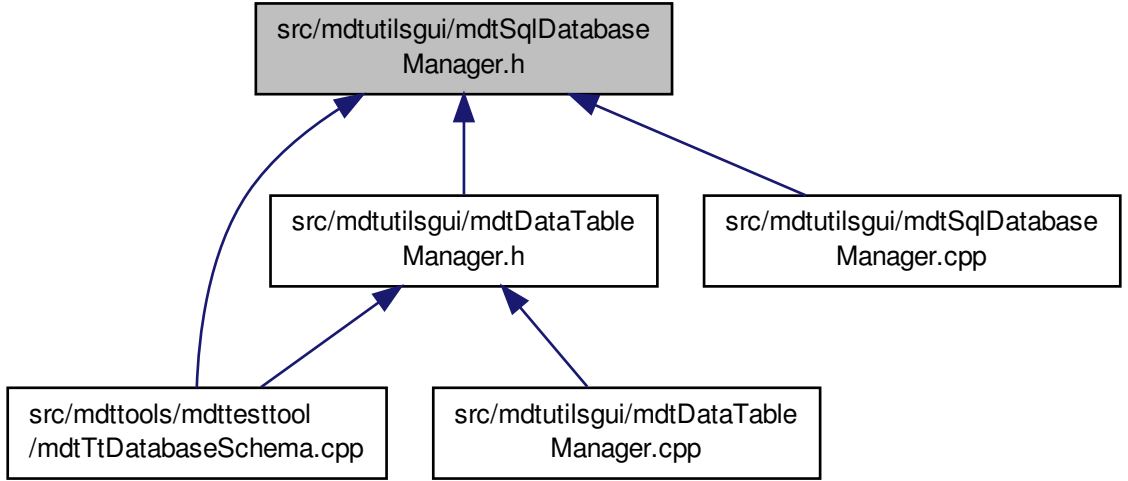 src/mdtutilsgui/mdtSqlDatabase
Manager.h
src/mdtutilsgui/mdtDataTable
Manager.h
src/mdtutilsgui/mdtSqlDatabase
Manager.cpp
src/mdttools/mdttesttool
/mdtTtDatabaseSchema.cpp
src/mdtutilsgui/mdtDataTable
Manager.cpp